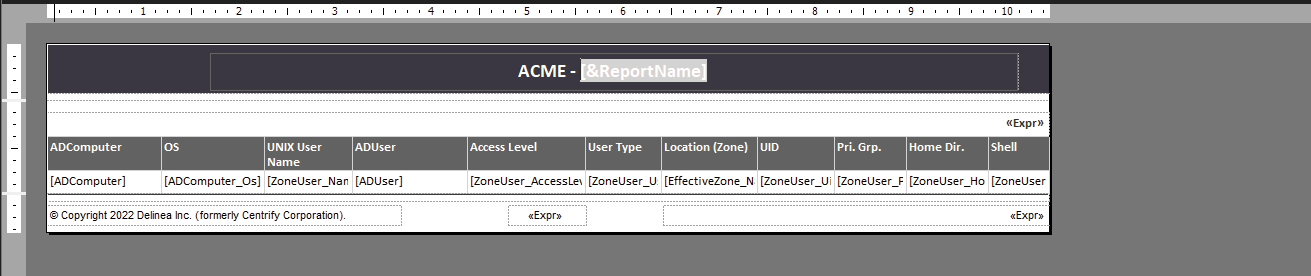 1 2 3 4 5 6 7 8 9 10
ACME - [&ReportName]
«Expr»
ADComputer OS UNIX User Name ADUser Access Level User Type Location (Zone) UID Pri. Grp. Home Dir. Shell
[ADComputer] [ADComputer_Os] [ZoneUser_Nan [ADUser] [ZoneUser_AccessLev [ZoneUser_U [EffectiveZone_N [ZoneUser_Ui [ZoneUser_P [ZoneUser_Ho [ZoneUser
© Copyright 2022 Delinea Inc. (formerly Centrify Corporation). «Expr» «Expr»